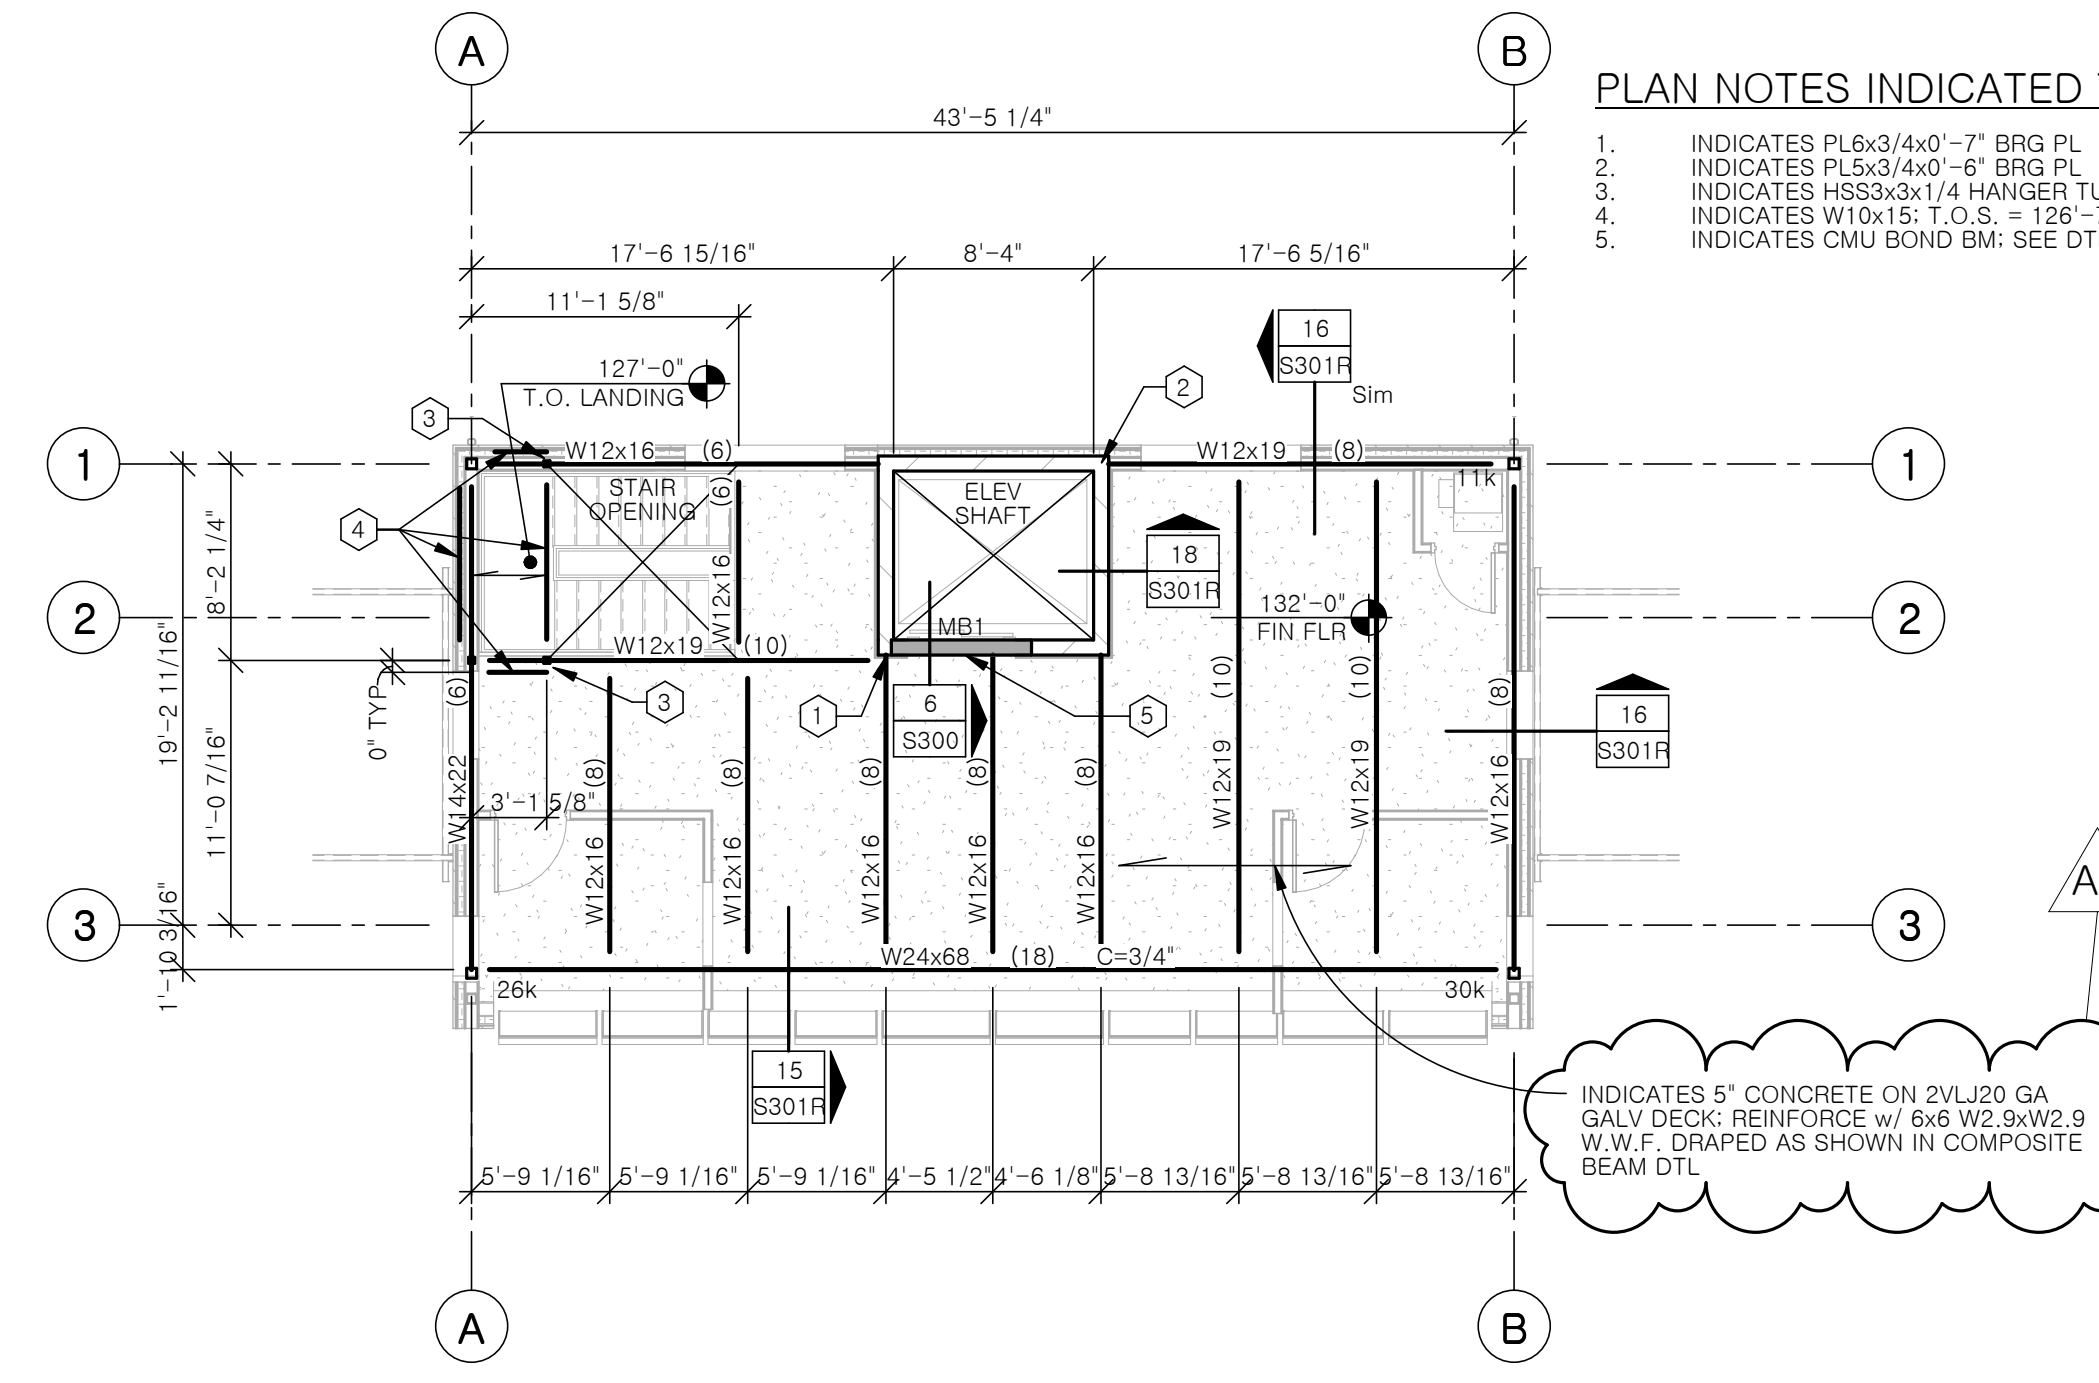 A
B
PLAN NOTES INDICATED
43'-5 1/4"
1. INDICATES PL6x3/4x0'-7" BRG PL
2. INDICATES PL5x3/4x0'-6" BRG PL
3. INDICATES HSS3x3x1/4 HANGER
4. INDICATES W10x15; T.O.S. =
5. INDICATES CMU BOND BM; SEE
17'-6 15/16"
8'-4"
17'-6 5/16"
11'-1 5/8"
16
S301R
Sim
127'-0"
T.O. LANDING
3
2
1
W12x16 (6)
W12x19 (8)
1
11k
STAIR
OPENING
(6)
W12x16
ELEV
SHAFT
4
18
S301R
8'-2 1/4"
2
132'-0"
FIN FLR
2
MB1
W12x19 (10)
19'-2 11/16"
11'-0 7/16"
1'-10 3/16"
0" TYP
(6)
W14x22
3
1
6
S300
5
(10)
W12x19
(10)
W12x19
(8)
W12x16
16
S301R
3'-1 5/8"
(8)
W12x16
(8)
W12x16
(8)
W12x16
(8)
W12x16
(8)
W12x16
3
3
A
W24x68 (18) C=3/4"
26k
30k
15
S301R
INDICATES 5" CONCRETE ON 2VLJ20 GA
GALV DECK; REINFORCE w/ 6x6 W2.9xW2.9
W.W.F. DRAPED AS SHOWN IN COMPOSITE
BEAM DTL
5'-9 1/16" 5'-9 1/16" 5'-9 1/16" 4'-5 1/2" 4'-6 1/8" 5'-8 13/16" 5'-8 13/16" 5'-8 13/16"
A
B